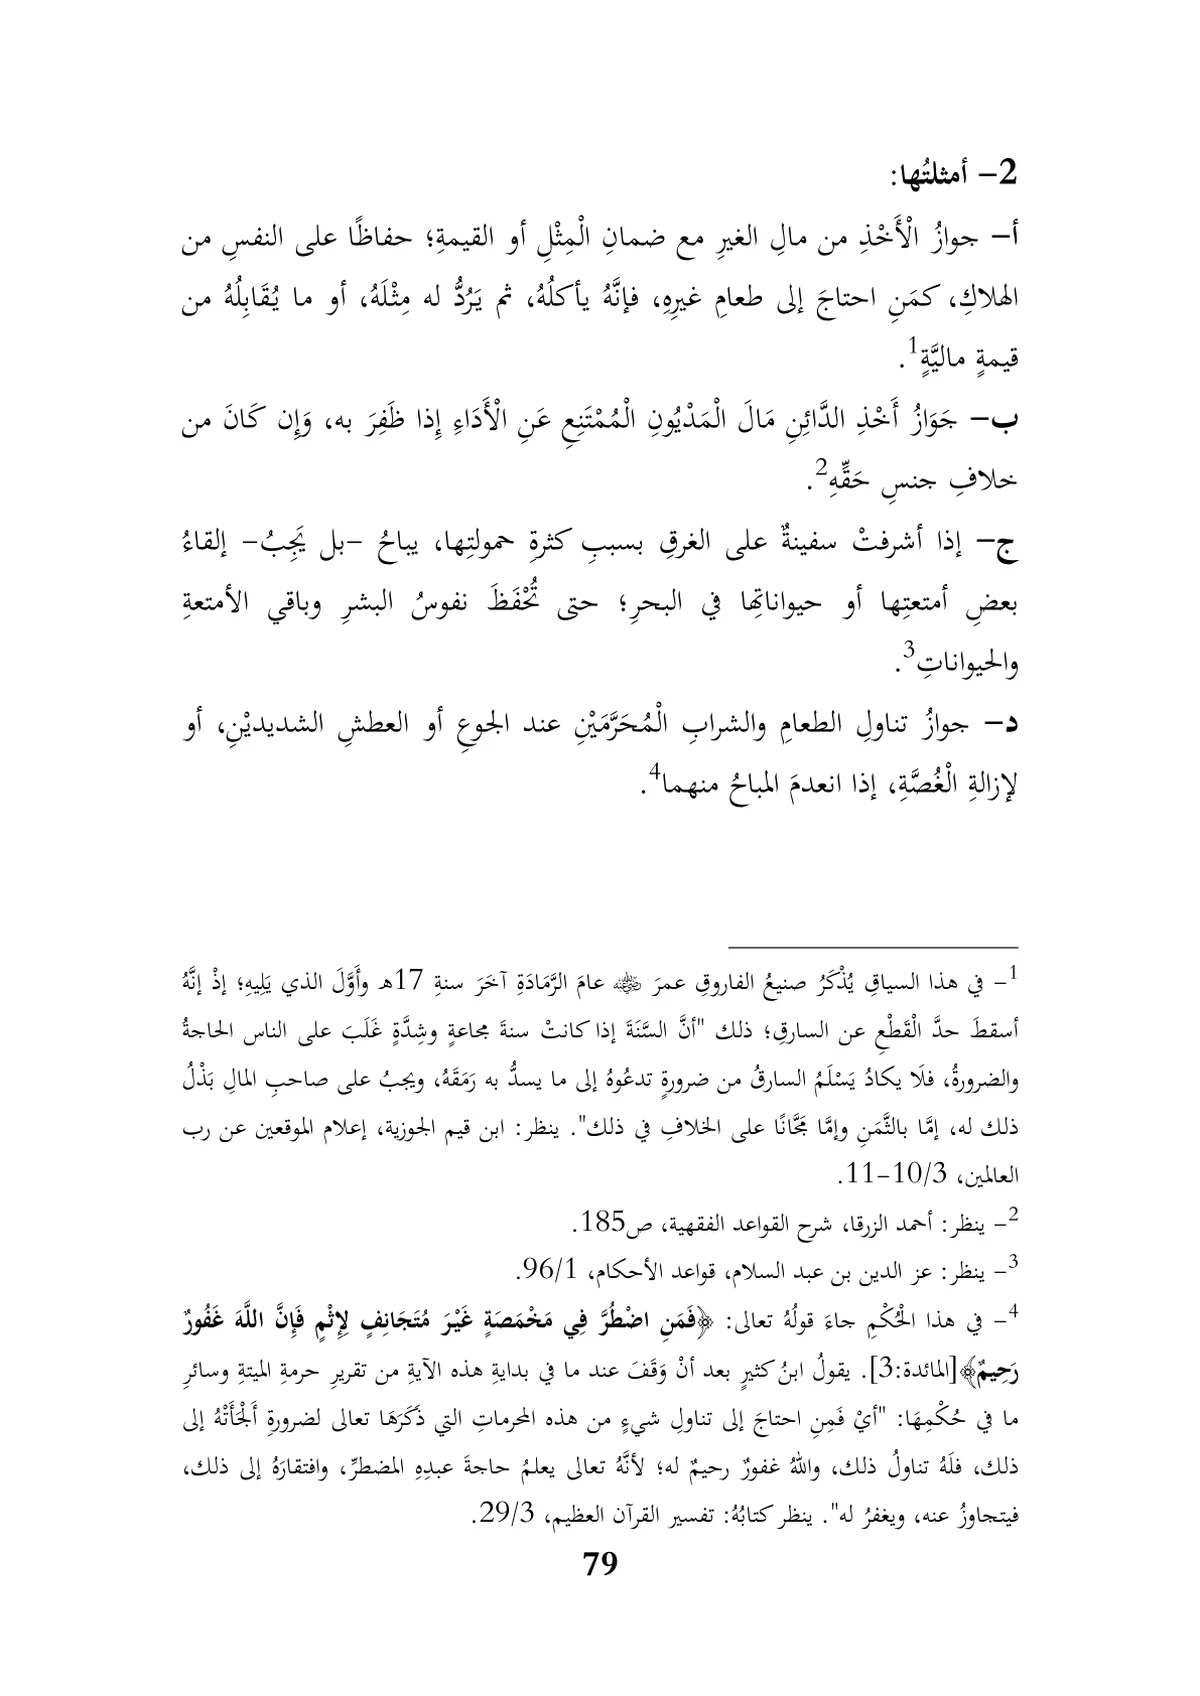 2- أمثلتُها:
أ- جوازُ الْأَخْذِ من مالِ الغيرِ مع ضمانِ الْمِثْلِ أو القيمةِ؛ حفاظًا على النفسِ من
الهلاكِ، كمَنِ احتاجَ إلى طعامِ غيرِهِ، فإنَّهُ يأكلُهُ، ثم يَرُدُّ له مِثْلَهُ، أو ما يُقَابِلُهُ من
قيمةٍ ماليَّةٍ1.
ب- جَوَازُ أَخْذِ الدَّائِنِ مَالَ الْمَدْيُونِ الْمُمْتَنِعِ عَنِ الْأَدَاءِ إِذا ظَفِرَ به، وَإِن كَانَ من
خلافِ جنسِ حَقِّهِ2.
ج- إذا أشرفتْ سفينةٌ على الغرقِ بسببِ كثرةِ حمولتِها، يباحُ -بل يَجِبُ- إلقاءُ
بعضِ أمتعتِها أو حيواناتِها في البحرِ؛ حتى تُحْفَظَ نفوسُ البشرِ وباقي الأمتعةِ
والحيواناتِ3.
د- جوازُ تناولِ الطعامِ والشرابِ الْمُحَرَّمَيْنِ عند الجوعِ أو العطشِ الشديديْنِ، أو
لإزالةِ الْغُصَّةِ، إذا انعدمَ المباحُ منهما4.
1- في هذا السياقِ يُذْكَرُ صنيعُ الفاروقِ عمرَ ﷺ عامَ الرَّمَادَةِ آخَرَ سنةِ 17هـ وأَوَّلَ الذي يَلِيهِ؛ إذْ إنَّهُ
أسقطَ حدَّ الْقَطْعِ عن السارقِ؛ ذلك "أنَّ السَّنَةَ إذا كانتْ سنةَ مجاعةٍ وشِدَّةٍ غَلَبَ على الناس الحاجةُ
والضرورةُ، فلَا يكادُ يَسْلَمُ السارقُ من ضرورةٍ تدعُوهُ إلى ما يسدُّ به رَمَقَهُ، ويجبُ على صاحبِ المالِ بَذْلُ
ذلك له، إمَّا بالثَّمَنِ وإمَّا مَجَّانًا على الخلافِ في ذلك". ينظر: ابن قيم الجوزية، إعلام الموقعين عن رب
العالمين، 10/3-11.
2- ينظر: أحمد الزرقا، شرح القواعد الفقهية، ص185.
3- ينظر: عز الدين بن عبد السلام، قواعد الأحكام، 96/1.
4- في هذا الْحُكْمِ جاءَ قولُهُ تعالى: ﴿فَمَنِ اضْطُرَّ فِي مَخْمَصَةٍ غَيْرَ مُتَجَانِفٍ لِإِثْمٍ فَإِنَّ اللَّهَ غَفُورٌ
رَحِيمٌ﴾[المائدة:3]. يقولُ ابنُ كثيرٍ بعد أنْ وَقَفَ عند ما في بدايةِ هذه الآيةِ من تقريرِ حرمةِ الميتةِ وسائرِ
ما في حُكْمِهَا: "أيْ فَمِنِ احتاجَ إلى تناولِ شيءٍ من هذه المحرماتِ التي ذَكَرَهَا تعالى لضرورةِ أَلْجَأَتْهُ إلى
ذلك، فلَهُ تناولُ ذلك، واللهُ غفورٌ رحيمٌ له؛ لأنَّهُ تعالى يعلمُ حاجةَ عبدِهِ المضطرِّ، وافتقارَهُ إلى ذلك،
فيتجاوزُ عنه، ويغفرُ له". ينظر كتابُهُ: تفسير القرآن العظيم، 29/3.
79